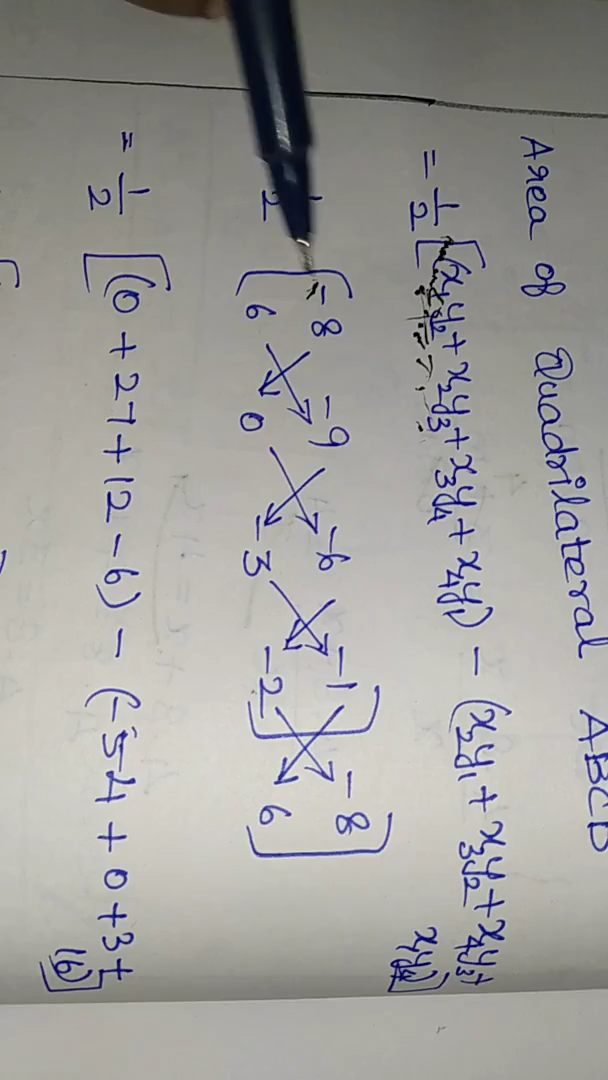 Area of Quadrilateral ABCD
= 1/2 [(x₁y₂ + x₂y₃ + x₃y₄ + x₄y₁) − (x₂y₁ + x₃y₂ + x₄y₃ +
x₁y₄)]
1/2 [ -8 -9 -6 -1 ] -8 ]
6 0 -3 -2 6
= 1/2 [(0 + 27 + 12 - 6) - (-54 + 0 + 3 +
16)]